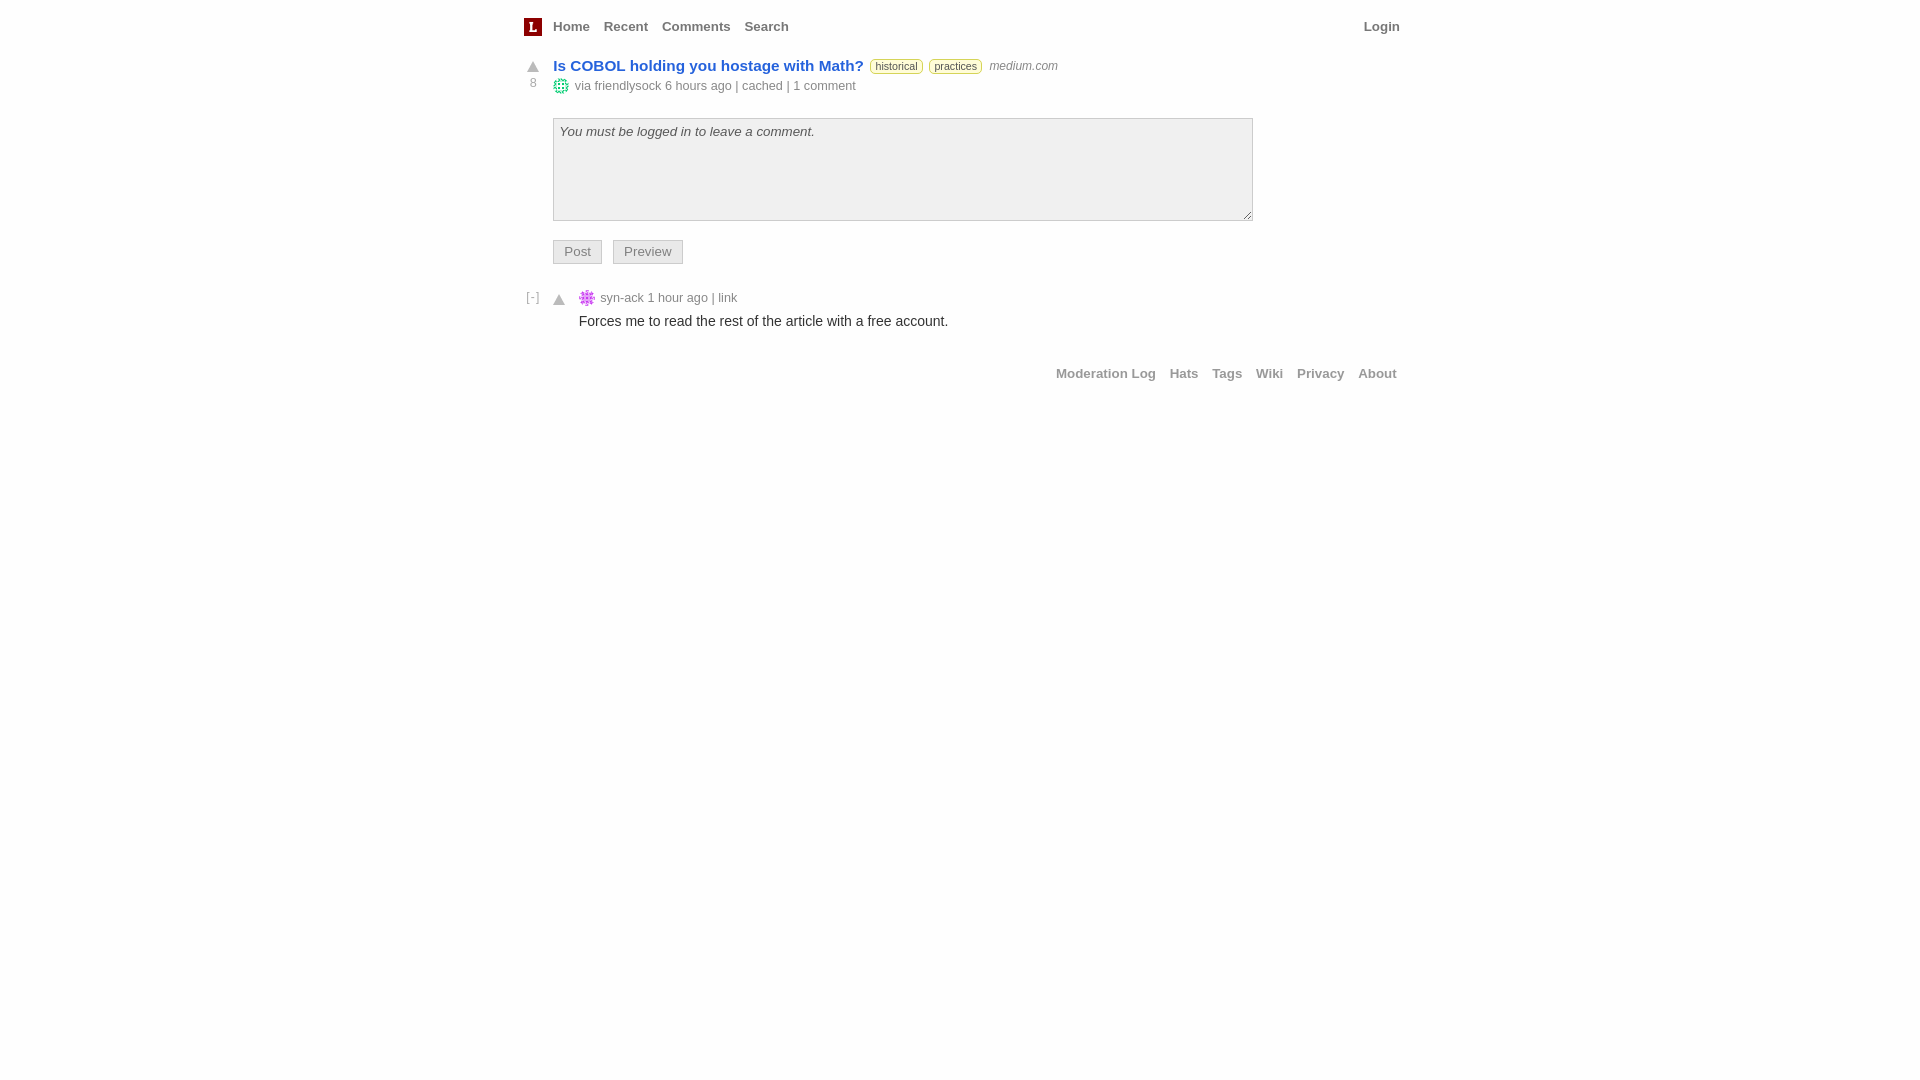 L Home Recent Comments Search Login
Is COBOL holding you hostage with Math? historical practices medium.com
8
via friendlysock 6 hours ago | cached | 1 comment
You must be logged in to leave a comment.
Post Preview
[-] syn-ack 1 hour ago | link
Forces me to read the rest of the article with a free account.
Moderation Log Hats Tags Wiki Privacy About